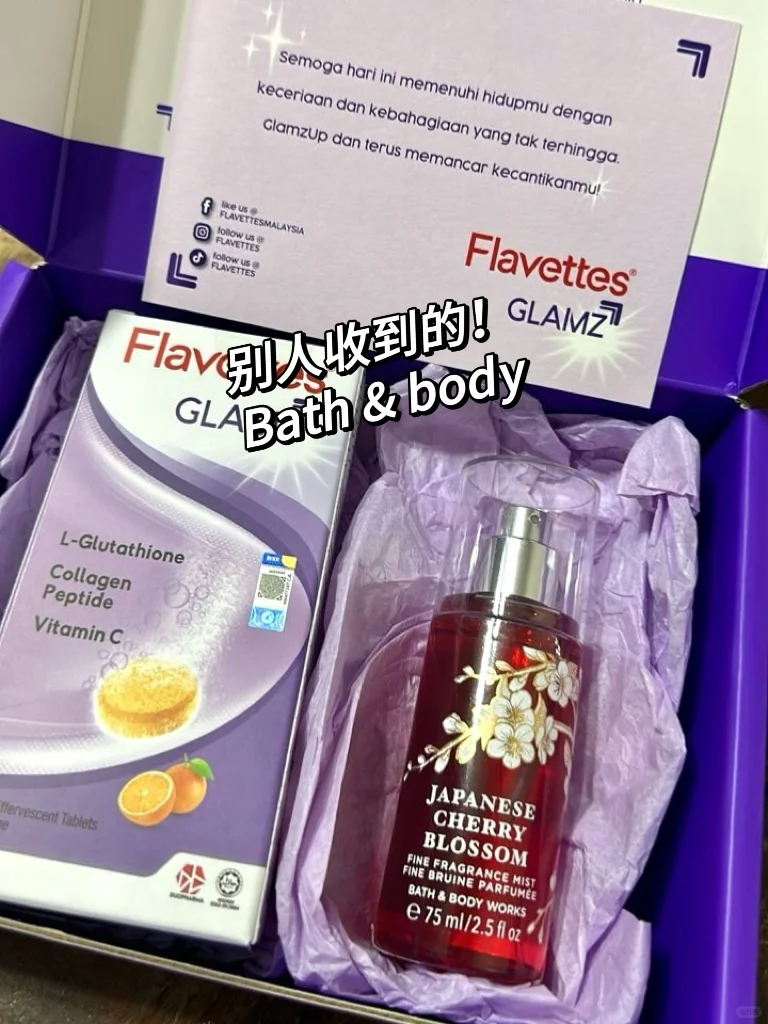 Semoga hari ini memenuhi hidupmu dengan
keceriaan dan kebahagiaan yang tak terhingga.
GlamzUp dan terus memancar kecantikanmu!
like us @
FLAVETTESMALAYSIA
follow us @
FLAVETTES
follow us @
FLAVETTES
Flavettes®
GLAMZ
别人收到的!
Bath & body
L-Glutathione
Collagen
Peptide
Vitamin C
Effervescent Tablets
DUOPHARMA
JAPANESE
CHERRY
BLOSSOM
FINE FRAGRANCE MIST
FINE BRUINE PARFUMÉE
BATH & BODY WORKS
e 75 ml/2.5 fl oz